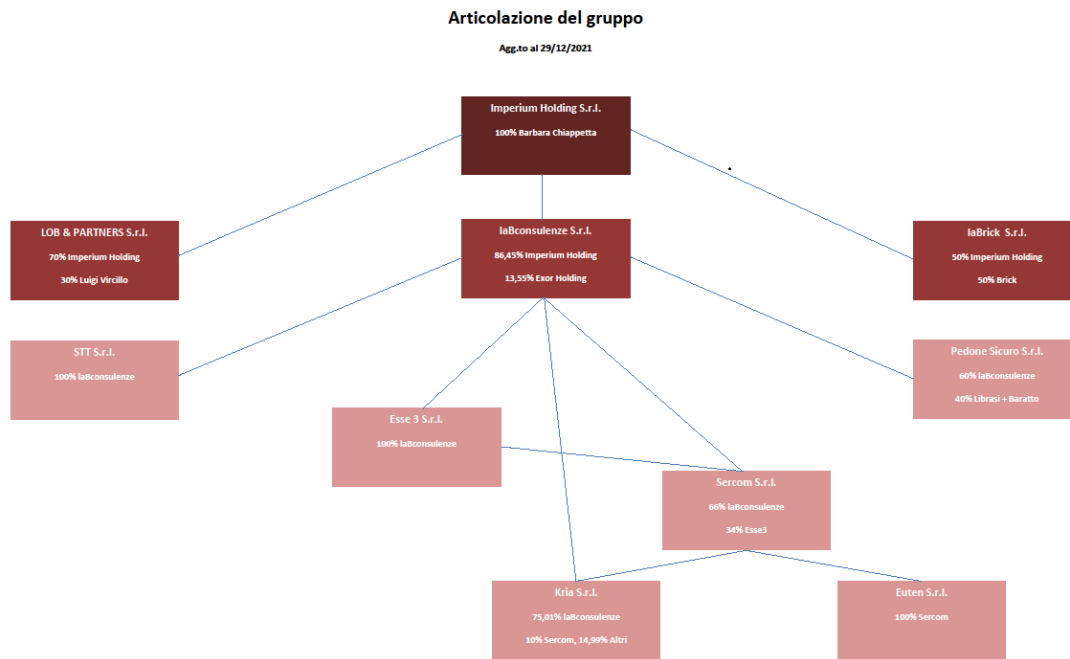 Articolazione del gruppo
Agg.to al 29/12/2021
Imperium Holding S.r.l.
100% Barbara Chiappetta
LOB & PARTNERS S.r.l.
70% Imperium Holding
30% Luigi Vircillo
laBconsulenze S.r.l.
86,45% Imperium Holding
13,55% Exor Holding
laBrick S.r.l.
50% Imperium Holding
50% Brick
STT S.r.l.
100% laBconsulenze
Pedone Sicuro S.r.l.
60% laBconsulenze
40% Librasi + Baratto
Esse 3 S.r.l.
100% laBconsulenze
Sercom S.r.l.
66% laBconsulenze
34% Esse3
Kria S.r.l.
75,01% laBconsulenze
10% Sercom, 14,99% Altri
Euten S.r.l.
100% Sercom